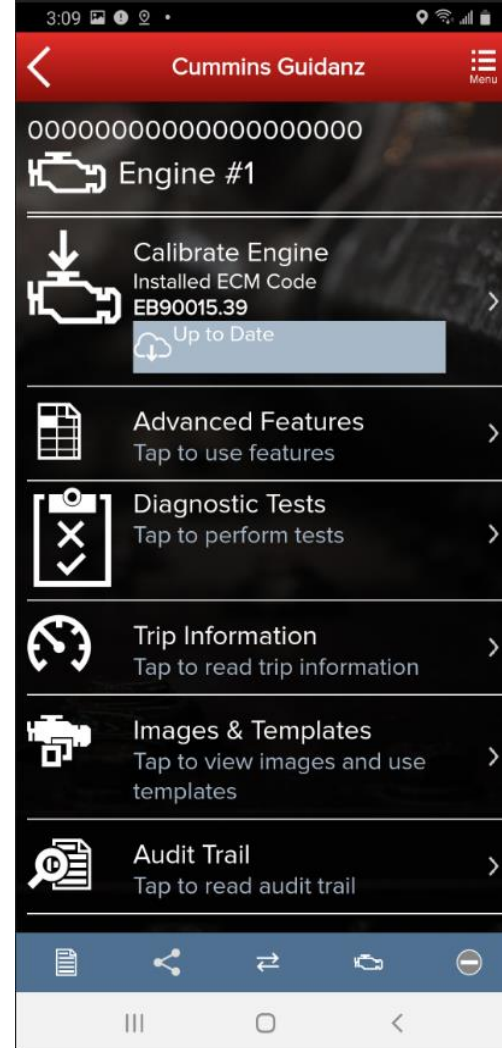 3:09
Cummins Guidanz
Menu
00000000000000000000
Engine #1
Calibrate Engine
Installed ECM Code
EB90015.39
Up to Date
Advanced Features
Tap to use features
Diagnostic Tests
Tap to perform tests
Trip Information
Tap to read trip information
Images & Templates
Tap to view images and use
templates
Audit Trail
Tap to read audit trail